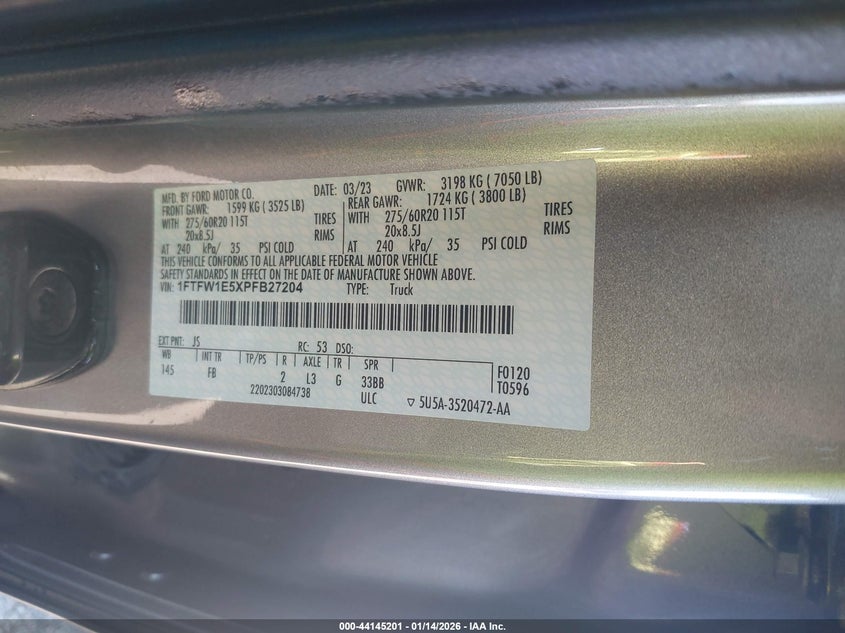 MFD. BY FORD MOTOR CO. DATE: 03/23 GVWR: 3198 KG ( 7050 LB)
FRONT GAWR: 1599 KG ( 3525 LB) REAR GAWR: 1724 KG ( 3800 LB)
WITH 275/60R20 115T TIRES WITH 275/60R20 115T TIRES
20x8.5J RIMS 20x8.5J RIMS
AT 240 kPa/ 35 PSI COLD AT 240 kPa/ 35 PSI COLD
THIS VEHICLE CONFORMS TO ALL APPLICABLE FEDERAL MOTOR VEHICLE
SAFETY STANDARDS IN EFFECT ON THE DATE OF MANUFACTURE SHOWN ABOVE.
VIN: 1FTFW1E5XPFB27204 TYPE: Truck
EXT PNT: JS RC: 53 DSO:
WB INT TR TP/PS R AXLE TR SPR F0120
145 FB 2 L3 G 33BB T0596
2202303084738 ULC ▽ 5U5A-3520472-AA
000-44145201 - 01/14/2026 - IAA Inc.